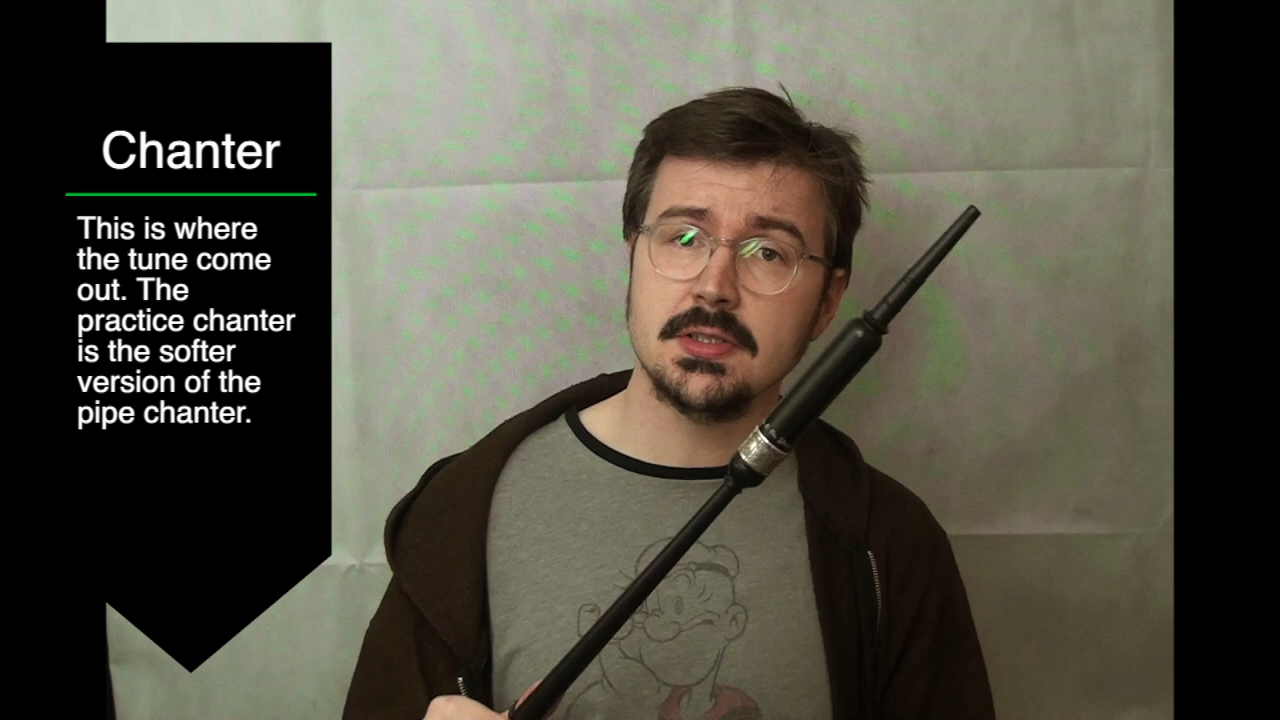 Chanter
This is where
the tune come
out. The
practice chanter
is the softer
version of the
pipe chanter.